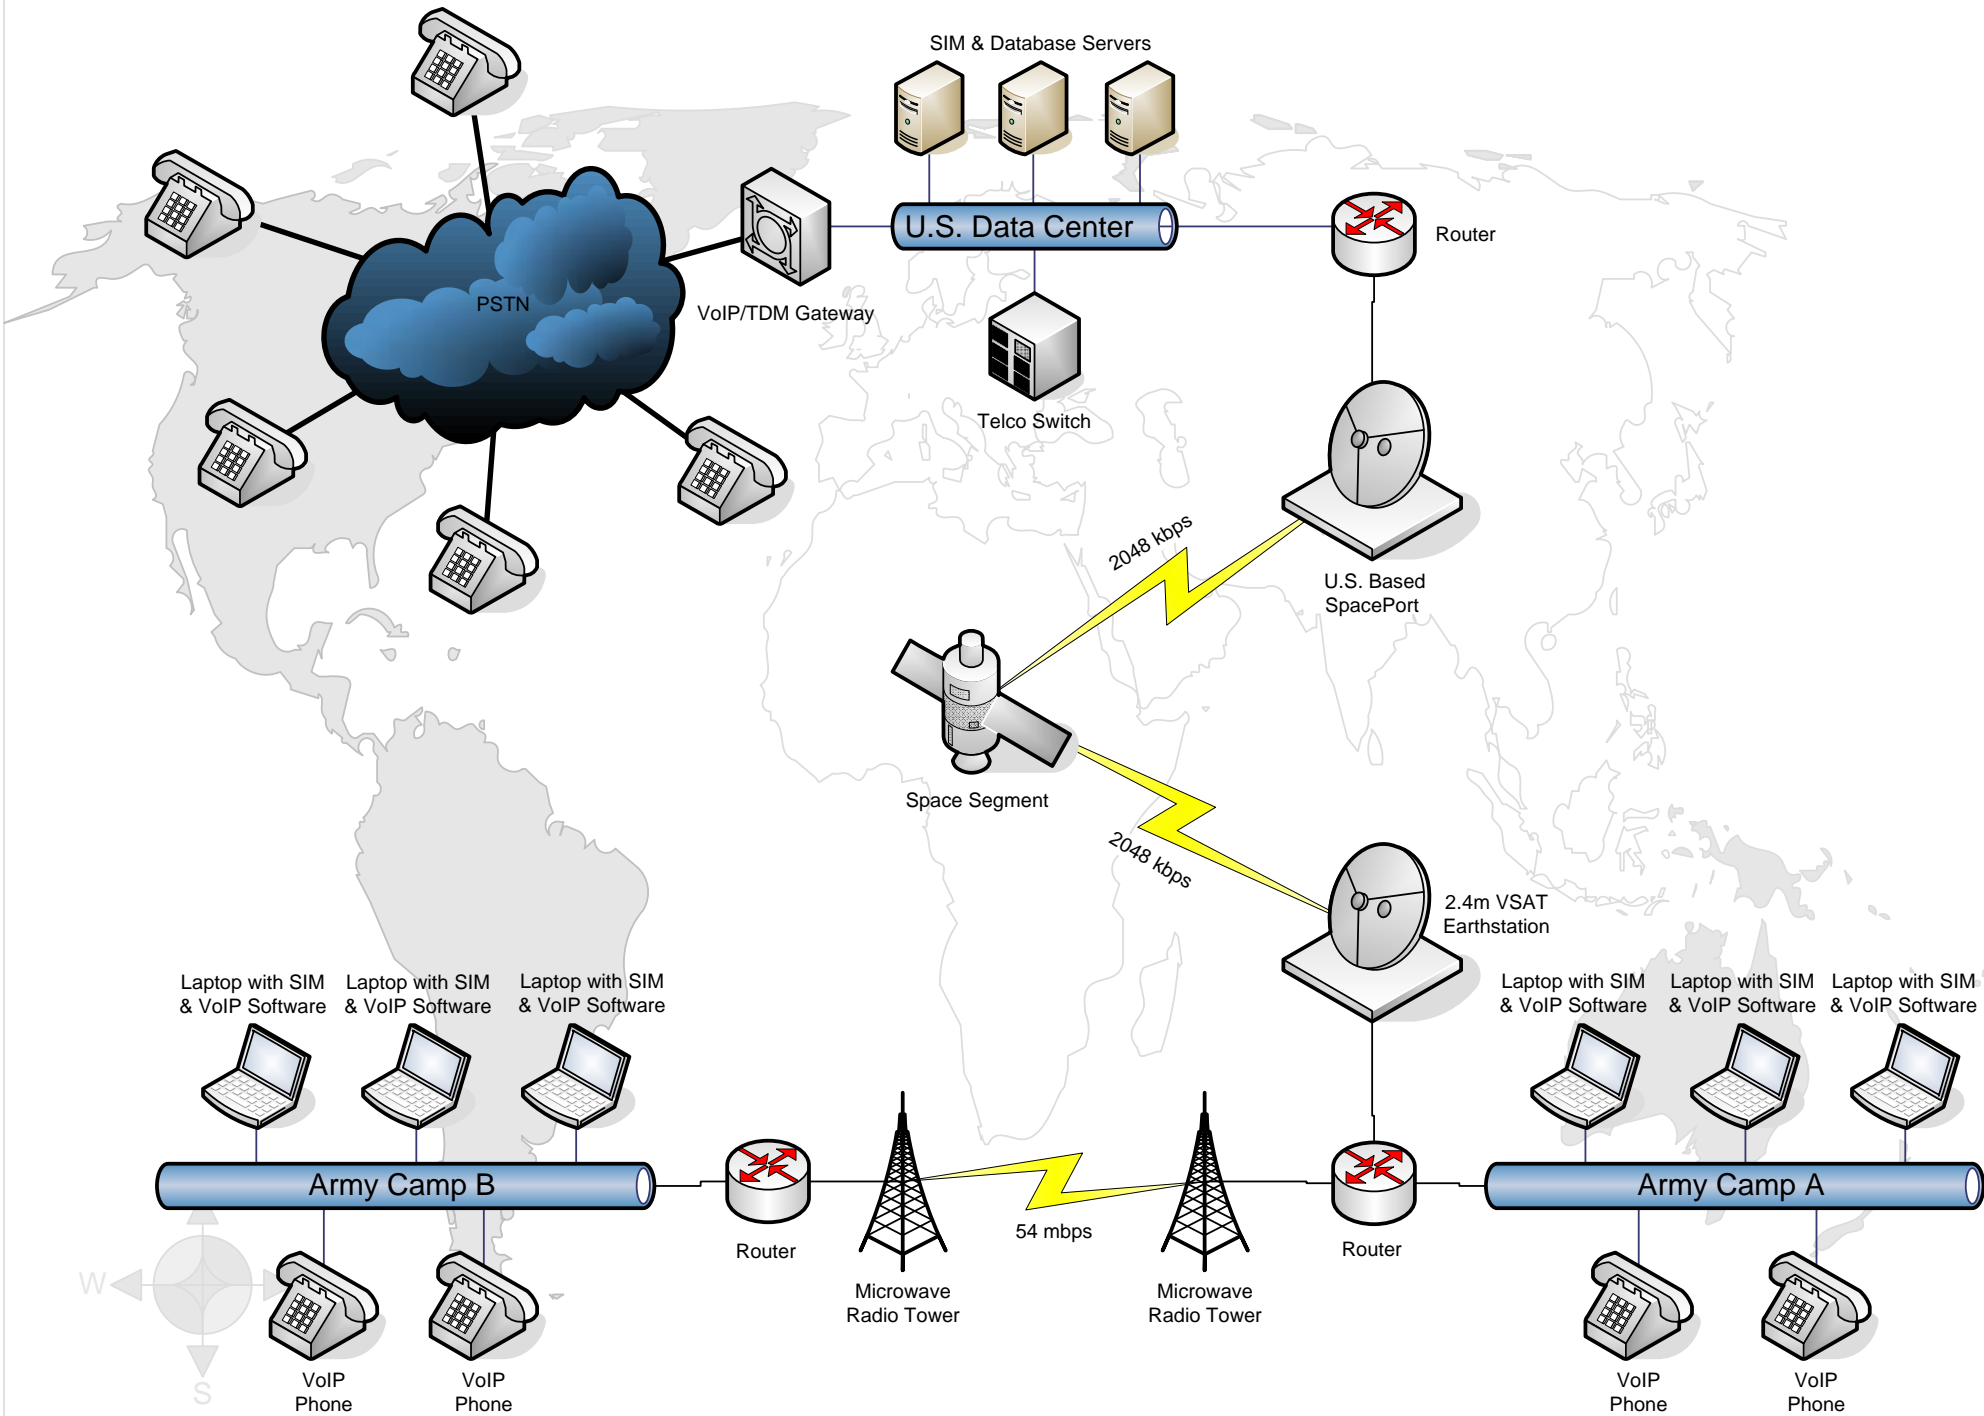 SIM & Database Servers
U.S. Data Center
Router
PSTN
VoIP/TDM Gateway
Telco Switch
2048 kbps
U.S. Based
SpacePort
Space Segment
2048 kbps
2.4m VSAT
Earthstation
Laptop with SIM
& VoIP Software
Laptop with SIM
& VoIP Software
Laptop with SIM
& VoIP Software
Laptop with SIM
& VoIP Software
Laptop with SIM
& VoIP Software
Laptop with SIM
& VoIP Software
Army Camp B
Army Camp A
Router
54 mbps
Router
Microwave
Radio Tower
Microwave
Radio Tower
W
S
VoIP
Phone
VoIP
Phone
VoIP
Phone
VoIP
Phone